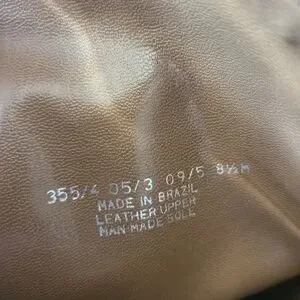 355/4 05/3 09/5 8½M
MADE IN BRAZIL
LEATHER UPPER
MAN MADE SOLE